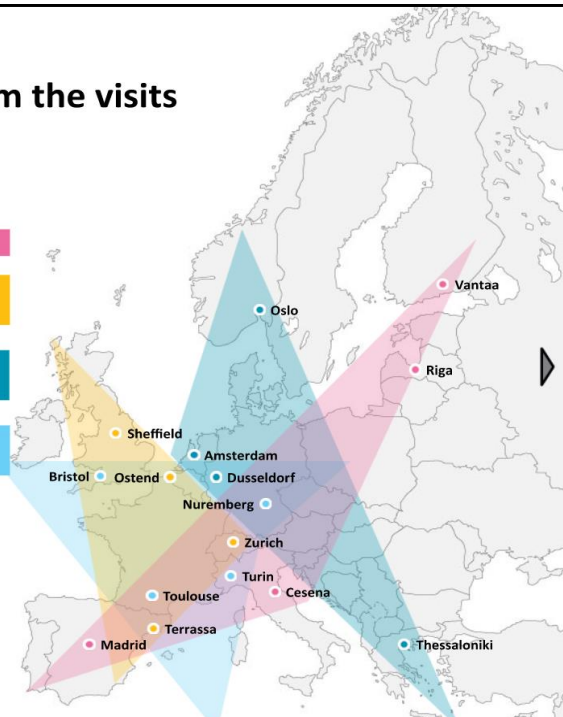 m the visits
Vantaa
Oslo
Riga
Sheffield
Amsterdam
Bristol
Ostend
Dusseldorf
Nuremberg
Zurich
Turin
Toulouse
Cesena
Terrassa
Madrid
Thessaloniki